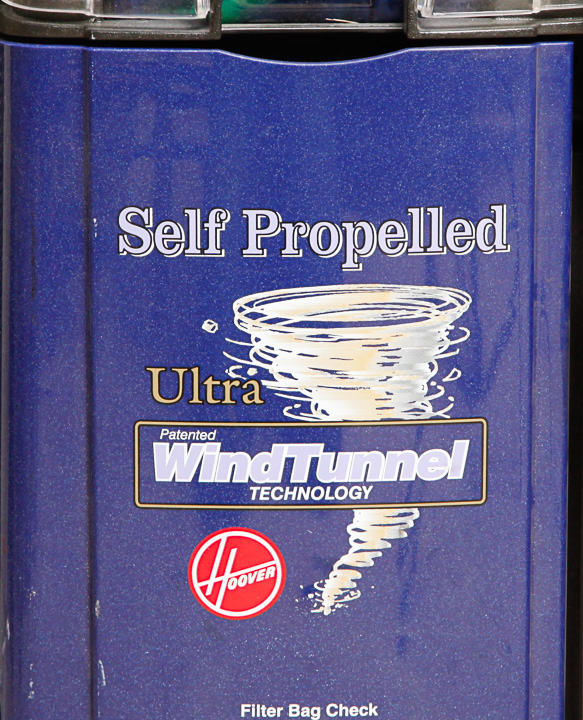 Self Propelled
Ultra
Patented
WindTunnel
TECHNOLOGY
HOOVER
Filter Bag Check